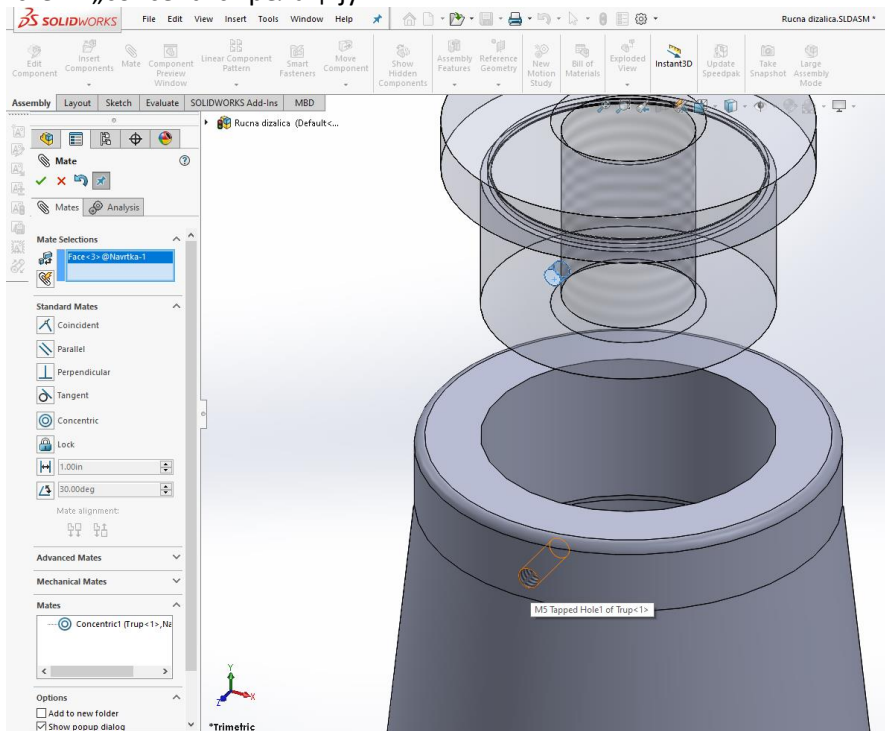 SOLIDWORKS File Edit View Insert Tools Window Help Rucna dizalica.SLDASM *
Edit Component
Insert Components
Mate
Component Preview Window
Linear Component Pattern
Smart Fasteners
Move Component
Show Hidden Components
Assembly Features
Reference Geometry
New Motion Study
Bill of Materials
Exploded View
Instant3D
Update Speedpak
Take Snapshot
Large Assembly Mode
Assembly Layout Sketch Evaluate SOLIDWORKS Add-Ins MBD
Rucna dizalica (Default<...
Mate
Mates Analysis
Mate Selections
Face<3>@Navrtka-1
Standard Mates
Coincident
Parallel
Perpendicular
Tangent
Concentric
Lock
1.00in
30.00deg
Mate alignment:
Advanced Mates
Mechanical Mates
Mates
Concentric1 (Trup<1>,Na
Options
Add to new folder
Show popup dialog
M5 Tapped Hole1 of Trup<1>
Y
X
Z
*Trimetric